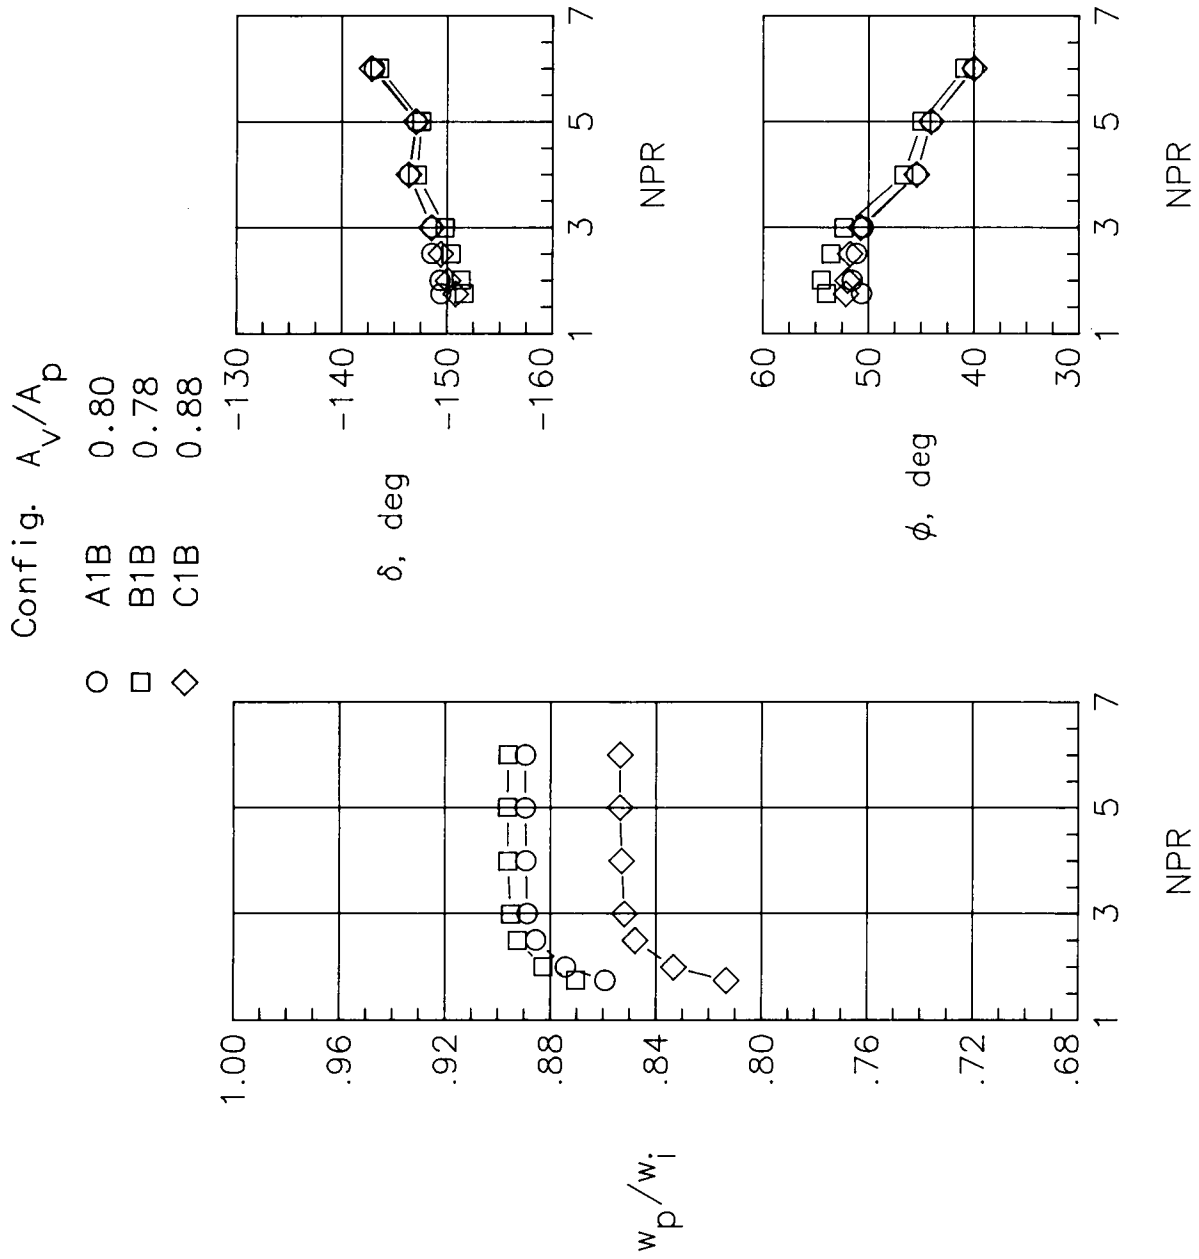 Config. A_v/A_p
A1B 0.80
B1B 0.78
C1B 0.88
w_p/w_i
1.00
.96
.92
.88
.84
.80
.76
.72
.68
1 3 5 7
NPR
δ, deg
-130
-140
-150
-160
1 3 5 7
NPR
φ, deg
60
50
40
30
1 3 5 7
NPR